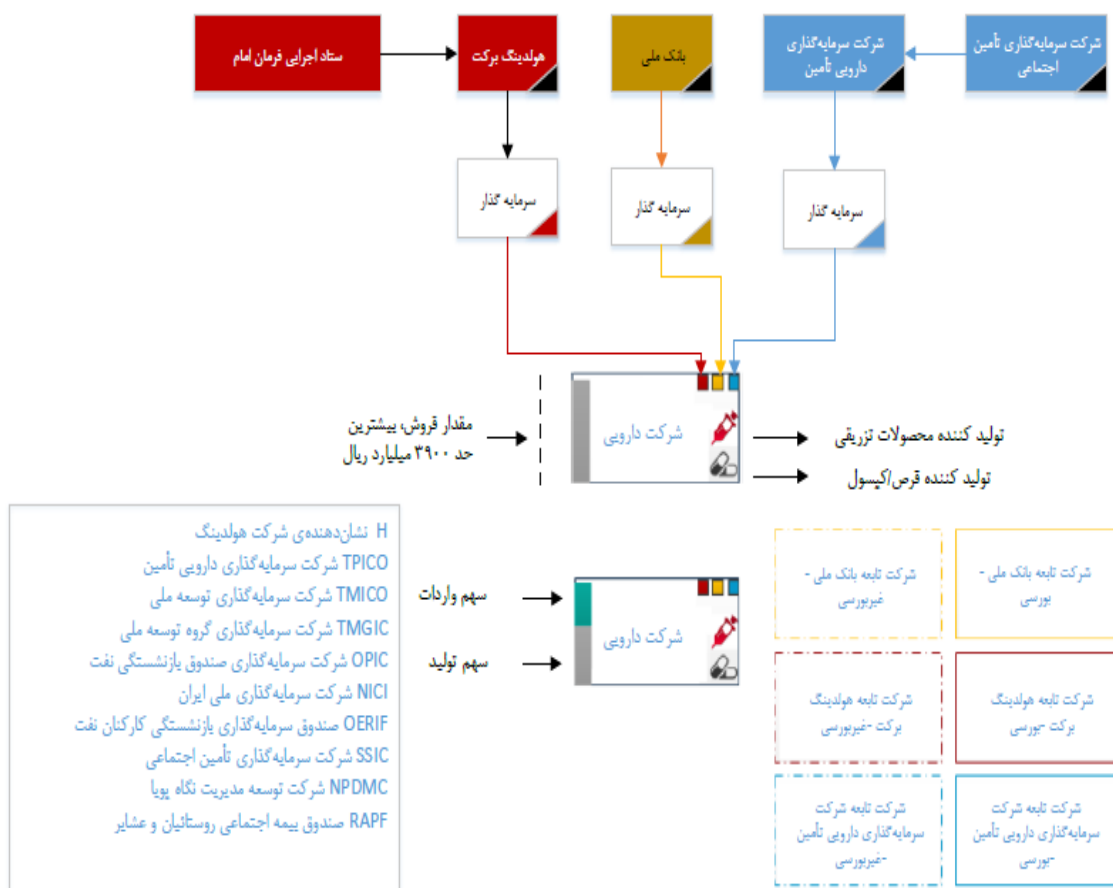 شرکت سرمایه‌گذاری تأمین
اجتماعی
شرکت سرمایه‌گذاری
دارویی تأمین
بانک ملی
هولدینگ برکت
ستاد اجرایی فرمان امام
سرمایه گذار
سرمایه گذار
سرمایه گذار
مقدار فروش، بیشترین
حد ۳۹۰۰ میلیارد ریال
شرکت دارویی
تولید کننده محصولات تزریقی
تولید کننده قرص/کپسول
سهم واردات
سهم تولید
شرکت دارویی
شرکت تابعه بانک ملی -
بورسی
شرکت تابعه بانک ملی -
غیربورسی
شرکت تابعه هولدینگ
برکت -بورسی
شرکت تابعه هولدینگ
برکت -غیربورسی
شرکت تابعه شرکت
سرمایه‌گذاری دارویی تأمین
-بورسی
شرکت تابعه شرکت
سرمایه‌گذاری دارویی تأمین
-غیربورسی
H نشان‌دهنده‌ی شرکت هولدینگ
TPICO شرکت سرمایه‌گذاری دارویی تأمین
TMICO شرکت سرمایه‌گذاری توسعه ملی
TMGIC شرکت سرمایه‌گذاری گروه توسعه ملی
OPIC شرکت سرمایه‌گذاری صندوق بازنشستگی نفت
NICI شرکت سرمایه‌گذاری ملی ایران
OERIF صندوق سرمایه‌گذاری بازنشستگی کارکنان نفت
SSIC شرکت سرمایه‌گذاری تأمین اجتماعی
NPDMC شرکت توسعه مدیریت نگاه پویا
RAPF صندوق بیمه اجتماعی روستائیان و عشایر